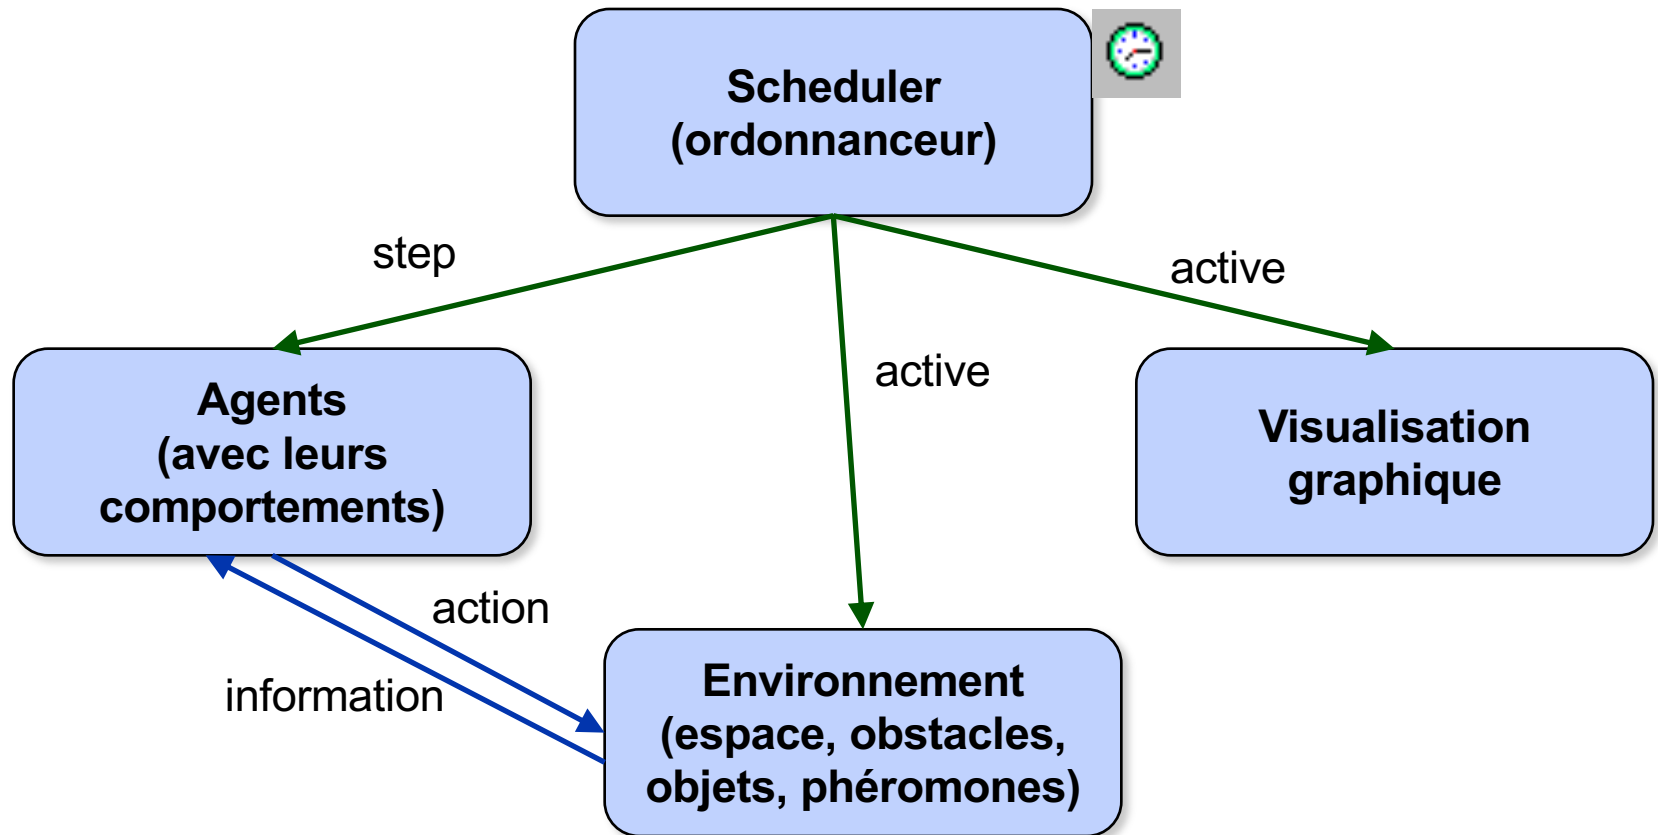 Scheduler
(ordonnanceur)
step
active
active
Agents
(avec leurs
comportements)
Visualisation
graphique
action
information
Environnement
(espace, obstacles,
objets, phéromones)